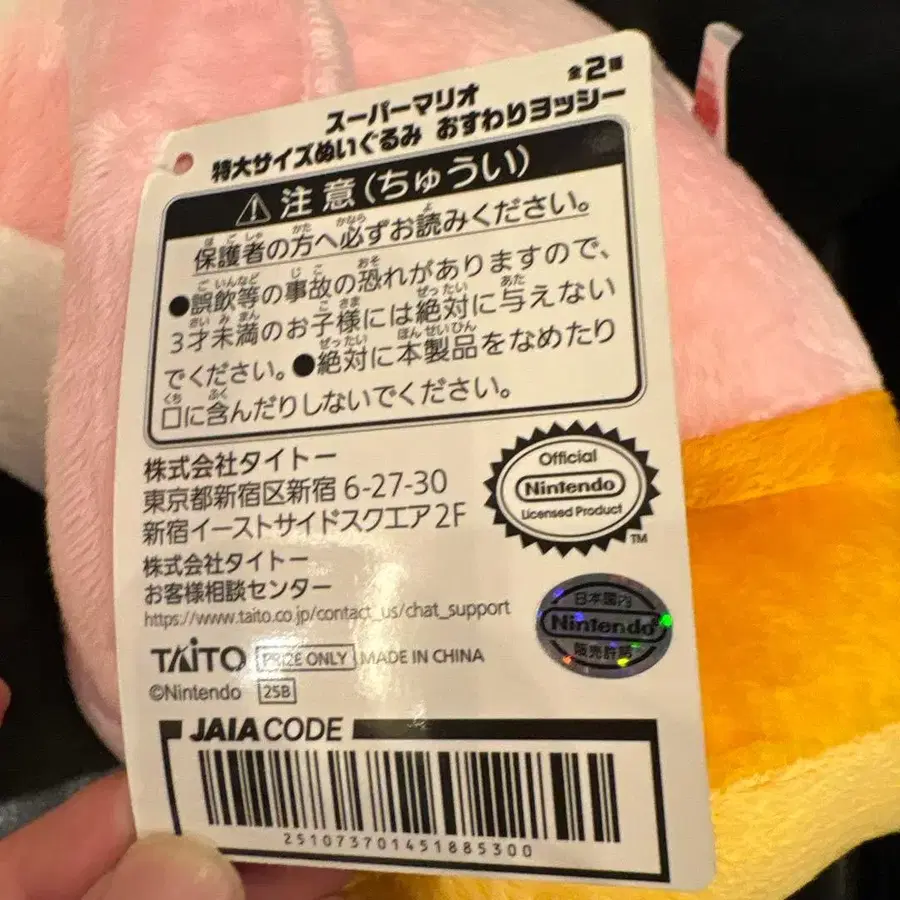 全2種
スーパーマリオ
特大サイズぬいぐるみ おすわりヨッシー
注意(ちゅうい)
保護者の方へ必ずお読みください。
●誤飲等の事故の恐れがありますので、
3才未満のお子様には絶対に与えない
でください。●絶対に本製品をなめたり
口に含んだりしないでください。
株式会社タイトー
東京都新宿区新宿 6-27-30
新宿イーストサイドスクエア2F
Official
Nintendo
Licensed Product
TM
株式会社タイトー
お客様相談センター
https://www.taito.co.jp/contact_us/chat_support
日本国内
Nintendo
販売許諾
TAITO PRIZE ONLY MADE IN CHINA
©Nintendo 25B
JAIA CODE
251073701451885300